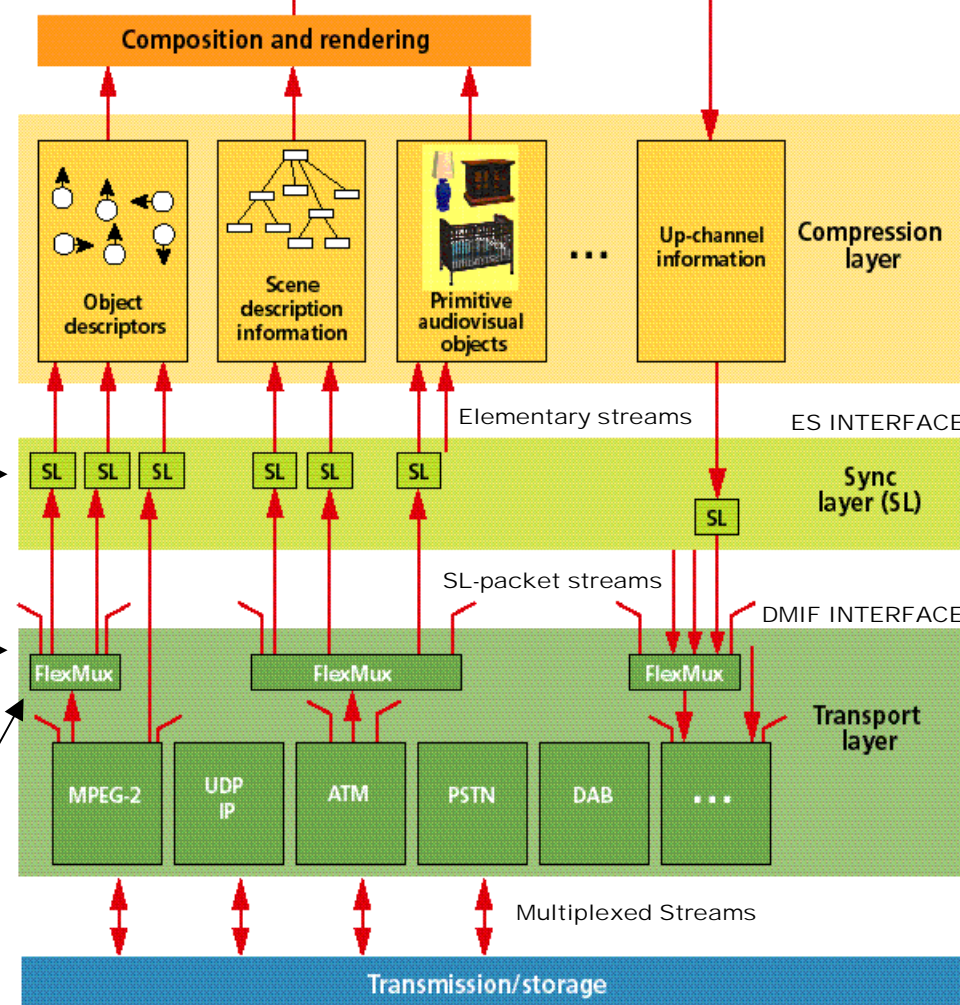 Composition and rendering
Object
descriptors
Scene
description
information
Primitive
audiovisual
objects
...
Up-channel
information
Compression
layer
Elementary streams
ES INTERFACE
SL
SL
SL
SL
SL
SL
SL
Sync
layer (SL)
SL-packet streams
DMIF INTERFACE
FlexMux
FlexMux
FlexMux
Transport
layer
MPEG-2
UDP
IP
ATM
PSTN
DAB
...
Multiplexed Streams
Transmission/storage